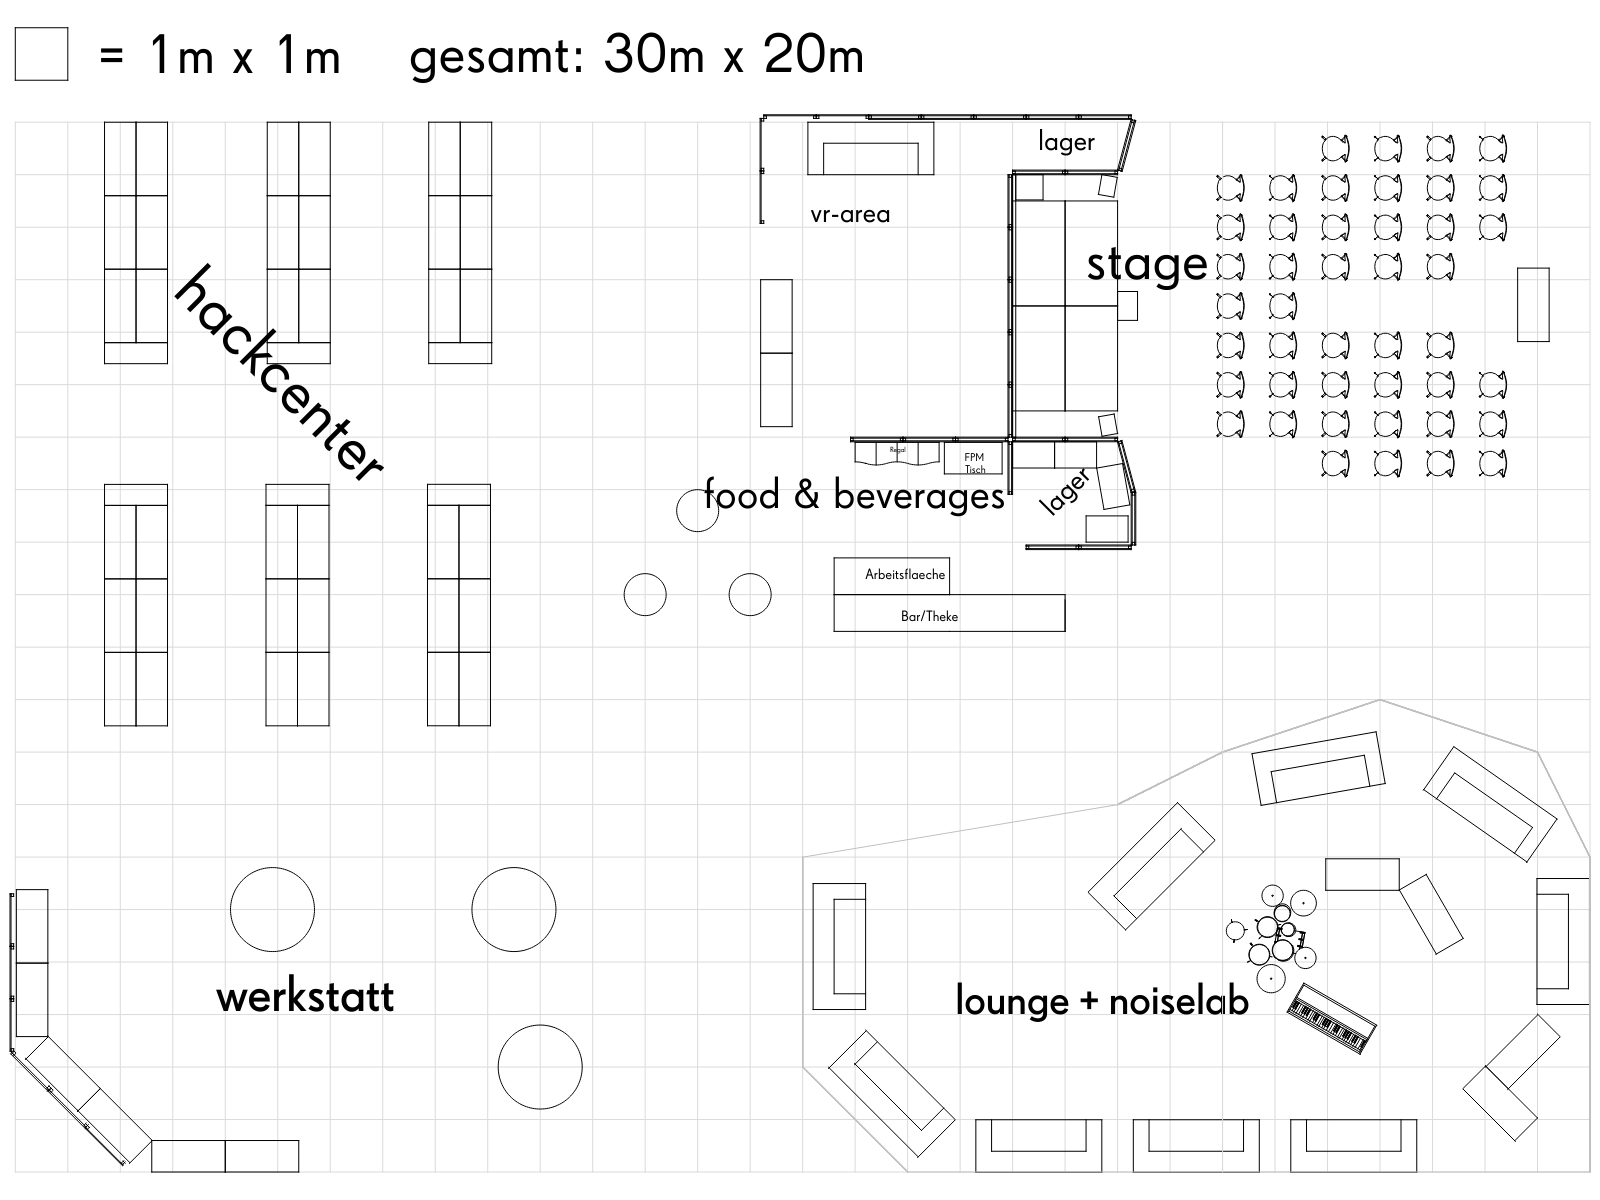 = 1m x 1m gesamt: 30m x 20m
lager
vr-area
stage
hackcenter
Regal
FPM
Tisch
food & beverages
lager
Arbeitsflaeche
Bar/Theke
werkstatt
lounge + noiselab